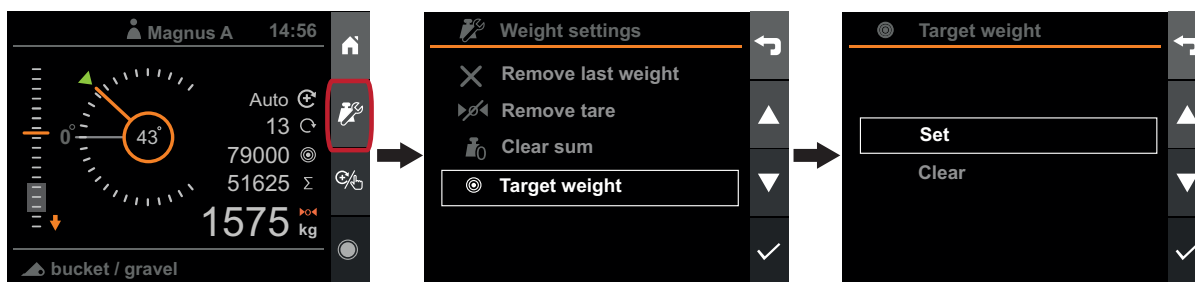 Magnus A 14:56
Auto
13
0°
43°
79000
51625 Σ
1575 kg
bucket / gravel
Weight settings
Remove last weight
Remove tare
0 Clear sum
Target weight
Target weight
Set
Clear